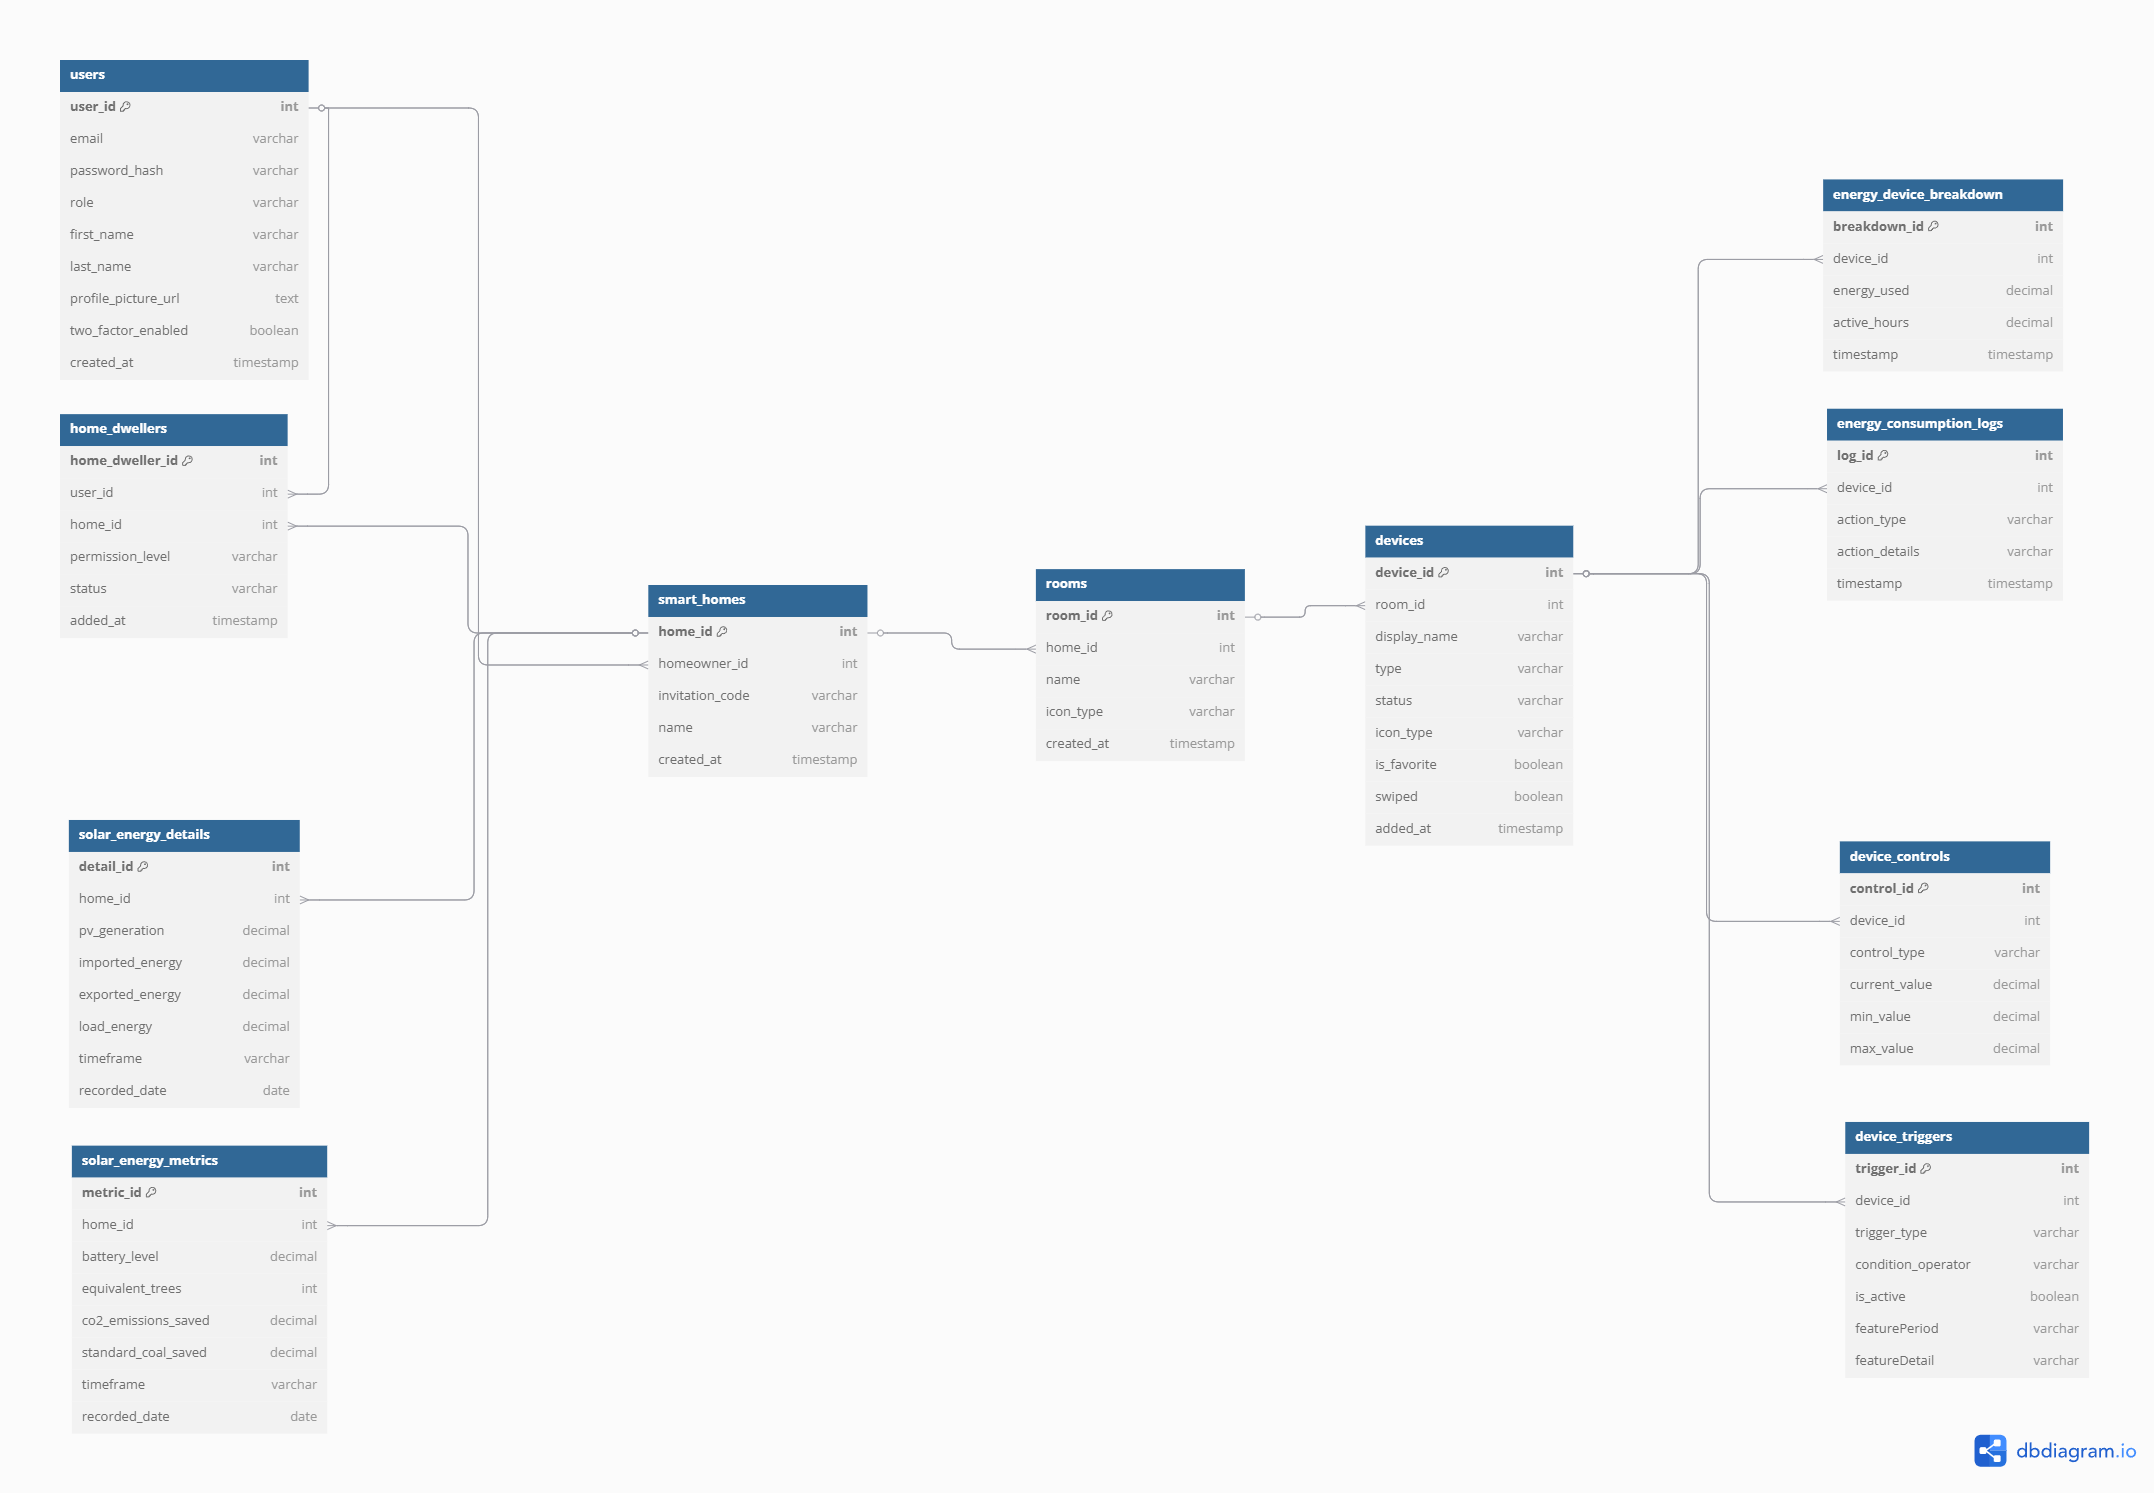 users
user_id int
email varchar
password_hash varchar
role varchar
first_name varchar
last_name varchar
profile_picture_url text
two_factor_enabled boolean
created_at timestamp
home_dwellers
home_dweller_id int
user_id int
home_id int
permission_level varchar
status varchar
added_at timestamp
solar_energy_details
detail_id int
home_id int
pv_generation decimal
imported_energy decimal
exported_energy decimal
load_energy decimal
timeframe varchar
recorded_date date
solar_energy_metrics
metric_id int
home_id int
battery_level decimal
equivalent_trees int
co2_emissions_saved decimal
standard_coal_saved decimal
timeframe varchar
recorded_date date
smart_homes
home_id int
homeowner_id int
invitation_code varchar
name varchar
created_at timestamp
rooms
room_id int
home_id int
name varchar
icon_type varchar
created_at timestamp
devices
device_id int
room_id int
display_name varchar
type varchar
status varchar
icon_type varchar
is_favorite boolean
swiped boolean
added_at timestamp
energy_device_breakdown
breakdown_id int
device_id int
energy_used decimal
active_hours decimal
timestamp timestamp
energy_consumption_logs
log_id int
device_id int
action_type varchar
action_details varchar
timestamp timestamp
device_controls
control_id int
device_id int
control_type varchar
current_value decimal
min_value decimal
max_value decimal
device_triggers
trigger_id int
device_id int
trigger_type varchar
condition_operator varchar
is_active boolean
featurePeriod varchar
featureDetail varchar
dbdiagram.io